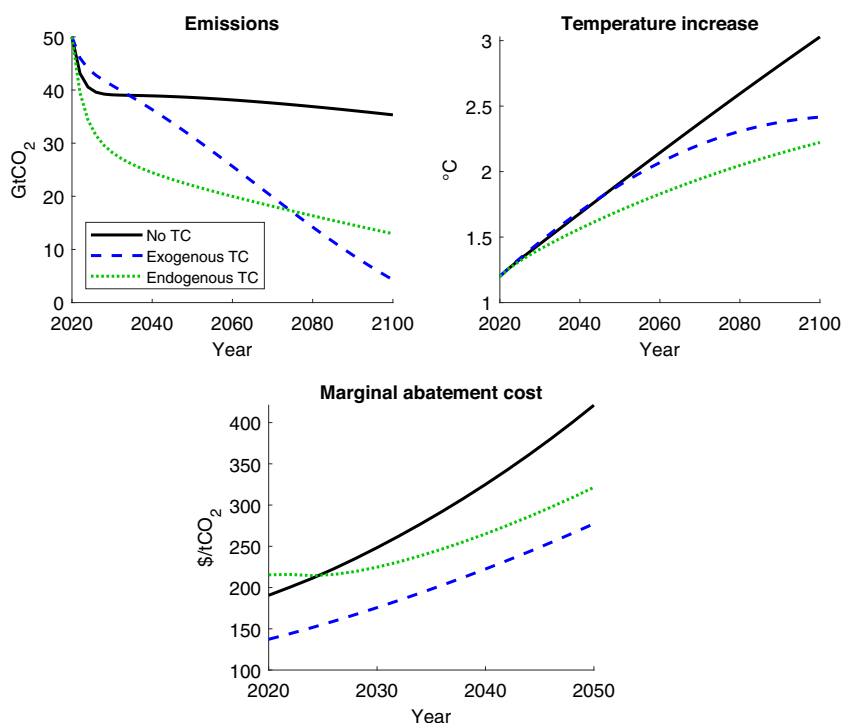 Emissions
50
40
30
20
10
0
GtCO2
No TC
Exogenous TC
Endogenous TC
2020 2040 2060 2080 2100
Year
Temperature increase
3
2.5
2
1.5
1
°C
2020 2040 2060 2080 2100
Year
Marginal abatement cost
400
350
300
250
200
150
100
$/tCO2
2020 2030 2040 2050
Year